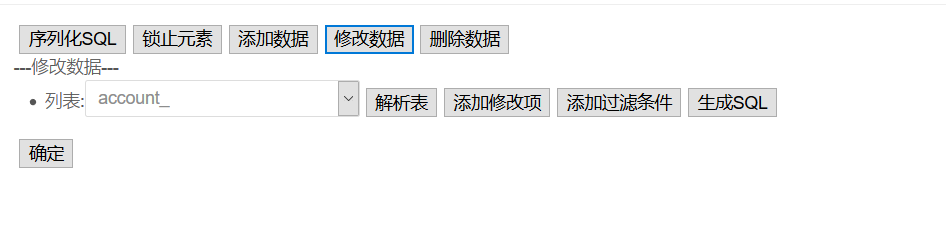 序列化SQL 锁止元素 添加数据 修改数据 删除数据
---修改数据---
列表: account_ 解析表 添加修改项 添加过滤条件 生成SQL
确定